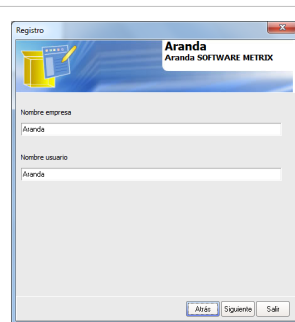 Registro
Aranda
Aranda SOFTWARE METRIX
Nombre empresa
Aranda
Nombre usuario
Aranda
Atrás Siguiente Salir